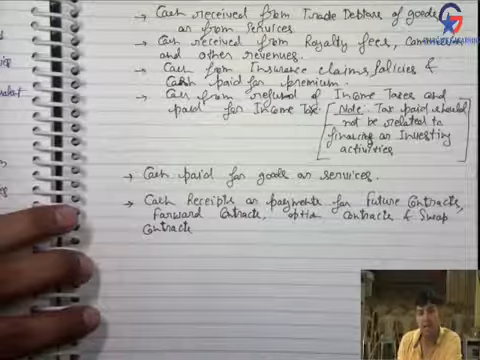 → Cash received from Trade Debtors of goods
or from services
→ Cash received from Royalty fees,
and other revenues.
→ Cash from Insurance claims, Policies &
Cash paid for premium.
→ Cash from refund of Income Taxes and
paid for Income Tax. [Note: Tax paid should
not be related to
financing or Investing
activities]
→ Cash paid for goods or services.
→ Cash Receipts or payments for Future Contracts,
Forward Contracts, option contracts & Swap
Contracts